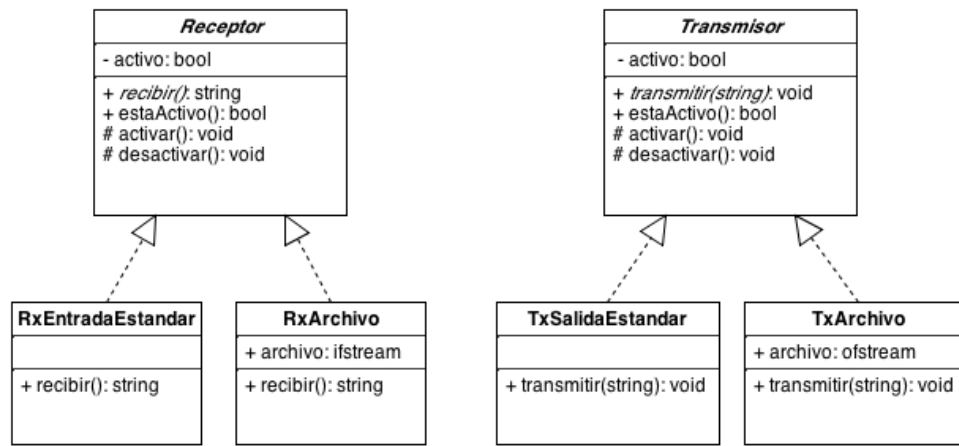 Receptor
- activo: bool
+ recibir(): string
+ estaActivo(): bool
# activar(): void
# desactivar(): void
Transmisor
- activo: bool
+ transmitir(string): void
+ estaActivo(): bool
# activar(): void
# desactivar(): void
RxEntradaEstandar
+ recibir(): string
RxArchivo
+ archivo: ifstream
+ recibir(): string
TxSalidaEstandar
+ transmitir(string): void
TxArchivo
+ archivo: ofstream
+ transmitir(string): void